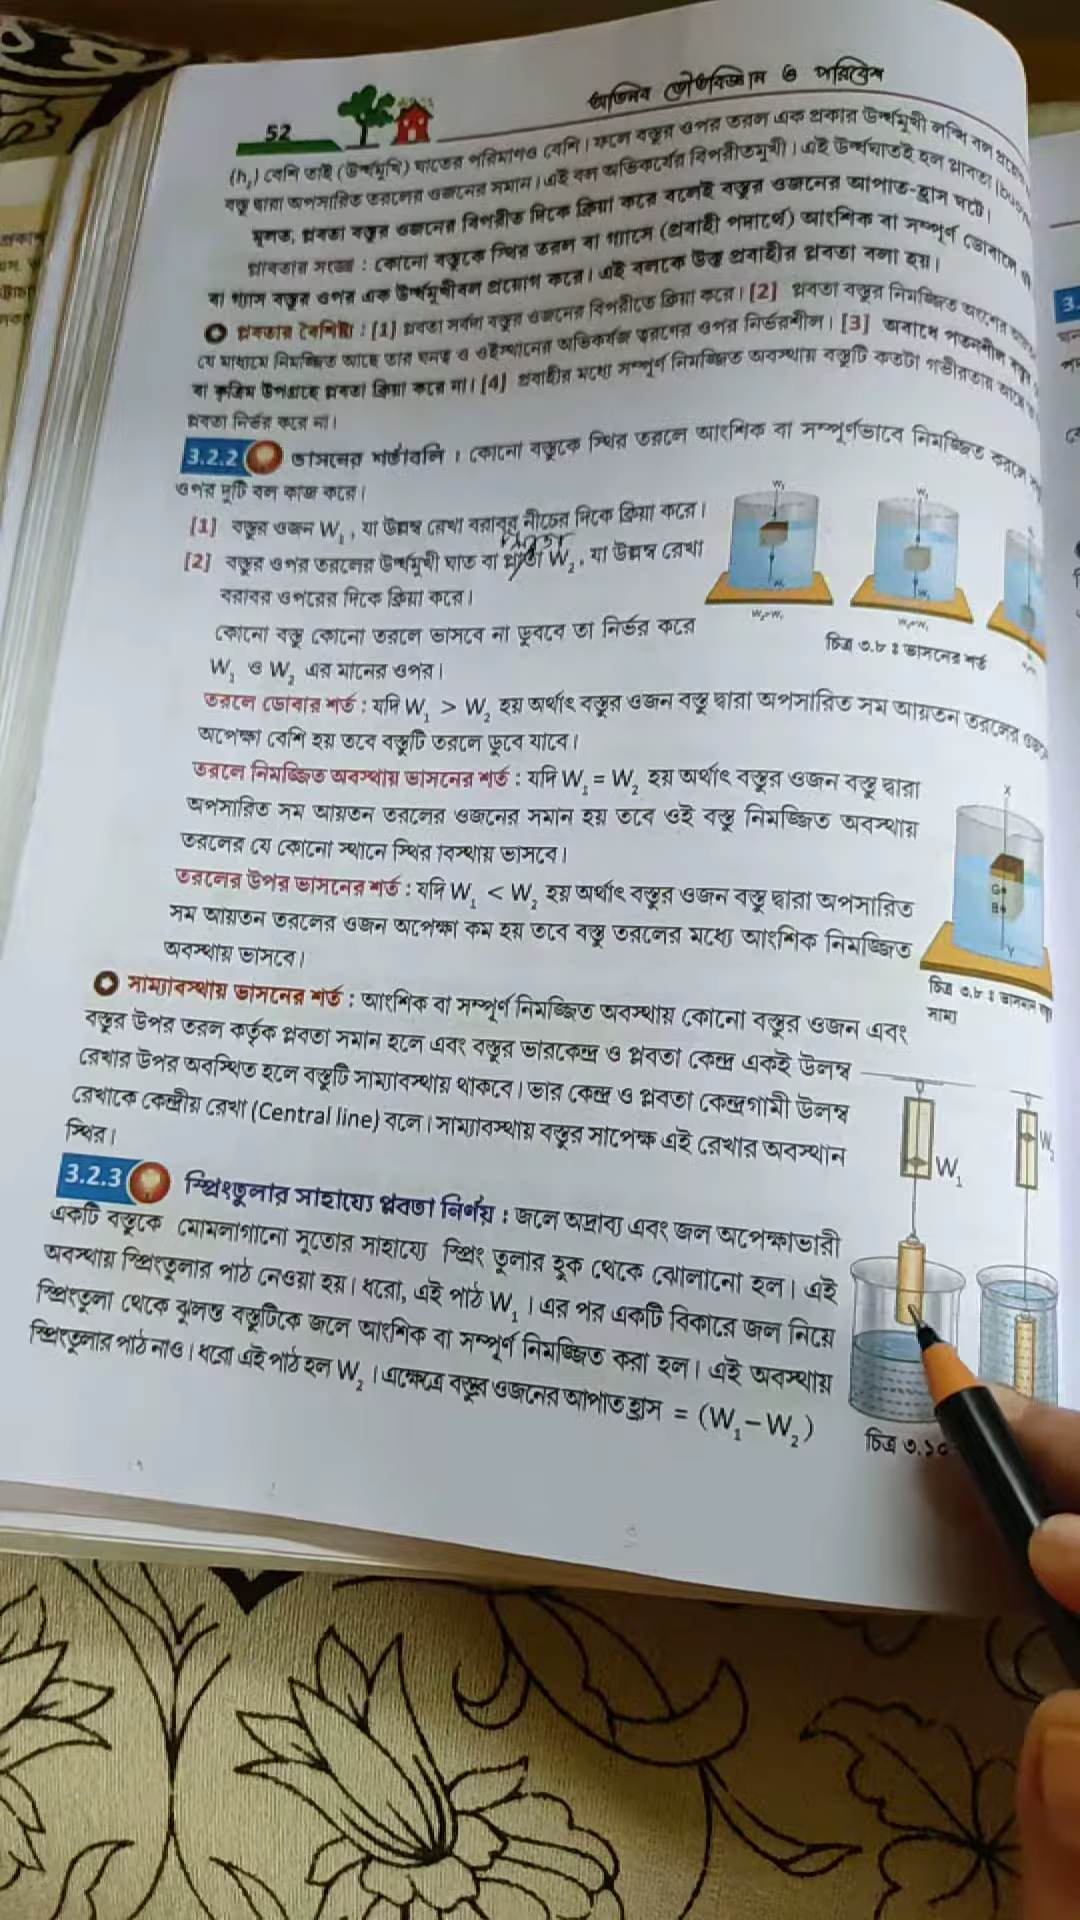 52
অভিনব ভৌতবিজ্ঞান ও পরিবেশ
(h₂) বেশি তাই (ঊর্ধ্বমুখি) ঘাতের পরিমাণও বেশি। ফলে বস্তুর ওপর তরল এক প্রকার ঊর্ধ্বমুখী লব্ধি বল
বস্তু দ্বারা অপসারিত তরলের ওজনের সমান। এই বল অভিকর্ষের বিপরীতমুখী। এই ঊর্ধ্বঘাতই হল প্লাবতা
মূলত, প্লবতা বস্তুর ওজনের বিপরীত দিকে ক্রিয়া করে বলেই বস্তুর ওজনের আপাত-হ্রাস ঘটে।
প্লাবতার সংজ্ঞা : কোনো বস্তুকে স্থির তরল বা গ্যাসে (প্রবাহী পদার্থে) আংশিক বা সম্পূর্ণ ডোবালে
বা গ্যাস বস্তুর ওপর এক ঊর্ধ্বমুখীবল প্রয়োগ করে। এই বলকে উক্ত প্রবাহীর প্লবতা বলা হয়।
প্লবতার বৈশিষ্ট্য : [1] প্লবতা সর্বদা বস্তুর ওজনের বিপরীতে ক্রিয়া করে। [2] প্লবতা বস্তুর নিমজ্জিত অংশের
যে মাধ্যমে নিমজ্জিত আছে তার ঘনত্ব ও ওইস্থানের অভিকর্ষজ ত্বরণের ওপর নির্ভরশীল। [3] অবাধে পতনশীল বস্তুর
বা কৃত্রিম উপগ্রহে প্লবতা ক্রিয়া করে না। [4] প্রবাহীর মধ্যে সম্পূর্ণ নিমজ্জিত অবস্থায় বস্তুটি কতটা গভীরতায় আছে
প্লবতা নির্ভর করে না।
3.2.2 ভাসনের শর্তাবলি : কোনো বস্তুকে স্থির তরলে আংশিক বা সম্পূর্ণভাবে নিমজ্জিত করলে
ওপর দুটি বল কাজ করে।
[1] বস্তুর ওজন W₁, যা উল্লম্ব রেখা বরাবর নীচের দিকে ক্রিয়া করে।
[2] বস্তুর ওপর তরলের ঊর্ধ্বমুখী ঘাত বা W₂, যা উল্লম্ব রেখা
বরাবর ওপরের দিকে ক্রিয়া করে।
কোনো বস্তু কোনো তরলে ভাসবে না ডুববে তা নির্ভর করে
W₁ ও W₂ এর মানের ওপর।
চিত্র ৩.৮ : ভাসনের শর্ত
তরলে ডোবার শর্ত : যদি W₁ > W₂ হয় অর্থাৎ বস্তুর ওজন বস্তু দ্বারা অপসারিত সম আয়তন তরলের ওজনে
অপেক্ষা বেশি হয় তবে বস্তুটি তরলে ডুবে যাবে।
তরলে নিমজ্জিত অবস্থায় ভাসনের শর্ত : যদি W₁ = W₂ হয় অর্থাৎ বস্তুর ওজন বস্তু দ্বারা
অপসারিত সম আয়তন তরলের ওজনের সমান হয় তবে ওই বস্তু নিমজ্জিত অবস্থায়
তরলের যে কোনো স্থানে স্থির বিস্থায় ভাসবে।
তরলের উপর ভাসনের শর্ত : যদি W₁ < W₂ হয় অর্থাৎ বস্তুর ওজন বস্তু দ্বারা অপসারিত
সম আয়তন তরলের ওজন অপেক্ষা কম হয় তবে বস্তু তরলের মধ্যে আংশিক নিমজ্জিত
অবস্থায় ভাসবে।
X
G
B
Y
চিত্র ৩.৮ : ভাসমান বস্তুর
সাম্য
সাম্যাবস্থায় ভাসনের শর্ত : আংশিক বা সম্পূর্ণ নিমজ্জিত অবস্থায় কোনো বস্তুর ওজন এবং
বস্তুর উপর তরল কর্তৃক প্লবতা সমান হলে এবং বস্তুর ভারকেন্দ্র ও প্লবতা কেন্দ্র একই উলম্ব
রেখার উপর অবস্থিত হলে বস্তুটি সাম্যাবস্থায় থাকবে। ভার কেন্দ্র ও প্লবতা কেন্দ্রগামী উলম্ব
রেখাকে কেন্দ্রীয় রেখা (Central line) বলে। সাম্যাবস্থায় বস্তুর সাপেক্ষ এই রেখার অবস্থান
স্থির।
3.2.3 স্প্রিংতুলার সাহায্যে প্লবতা নির্ণয় : জলে অদ্রাব্য এবং জল অপেক্ষাভারী
একটি বস্তুকে মোমলাগানো সুতোর সাহায্যে স্প্রিং তুলার হুক থেকে ঝোলানো হল। এই
অবস্থায় স্প্রিংতুলার পাঠ নেওয়া হয়। ধরো, এই পাঠ W₁। এর পর একটি বিকারে জল নিয়ে
স্প্রিংতুলা থেকে ঝুলন্ত বস্তুটিকে জলে আংশিক বা সম্পূর্ণ নিমজ্জিত করা হল। এই অবস্থায়
স্প্রিংতুলার পাঠ নাও। ধরো এই পাঠ হল W₂। এক্ষেত্রে বস্তুর ওজনের আপাত হ্রাস = (W₁ – W₂)
W₁
W₂
চিত্র ৩.১০